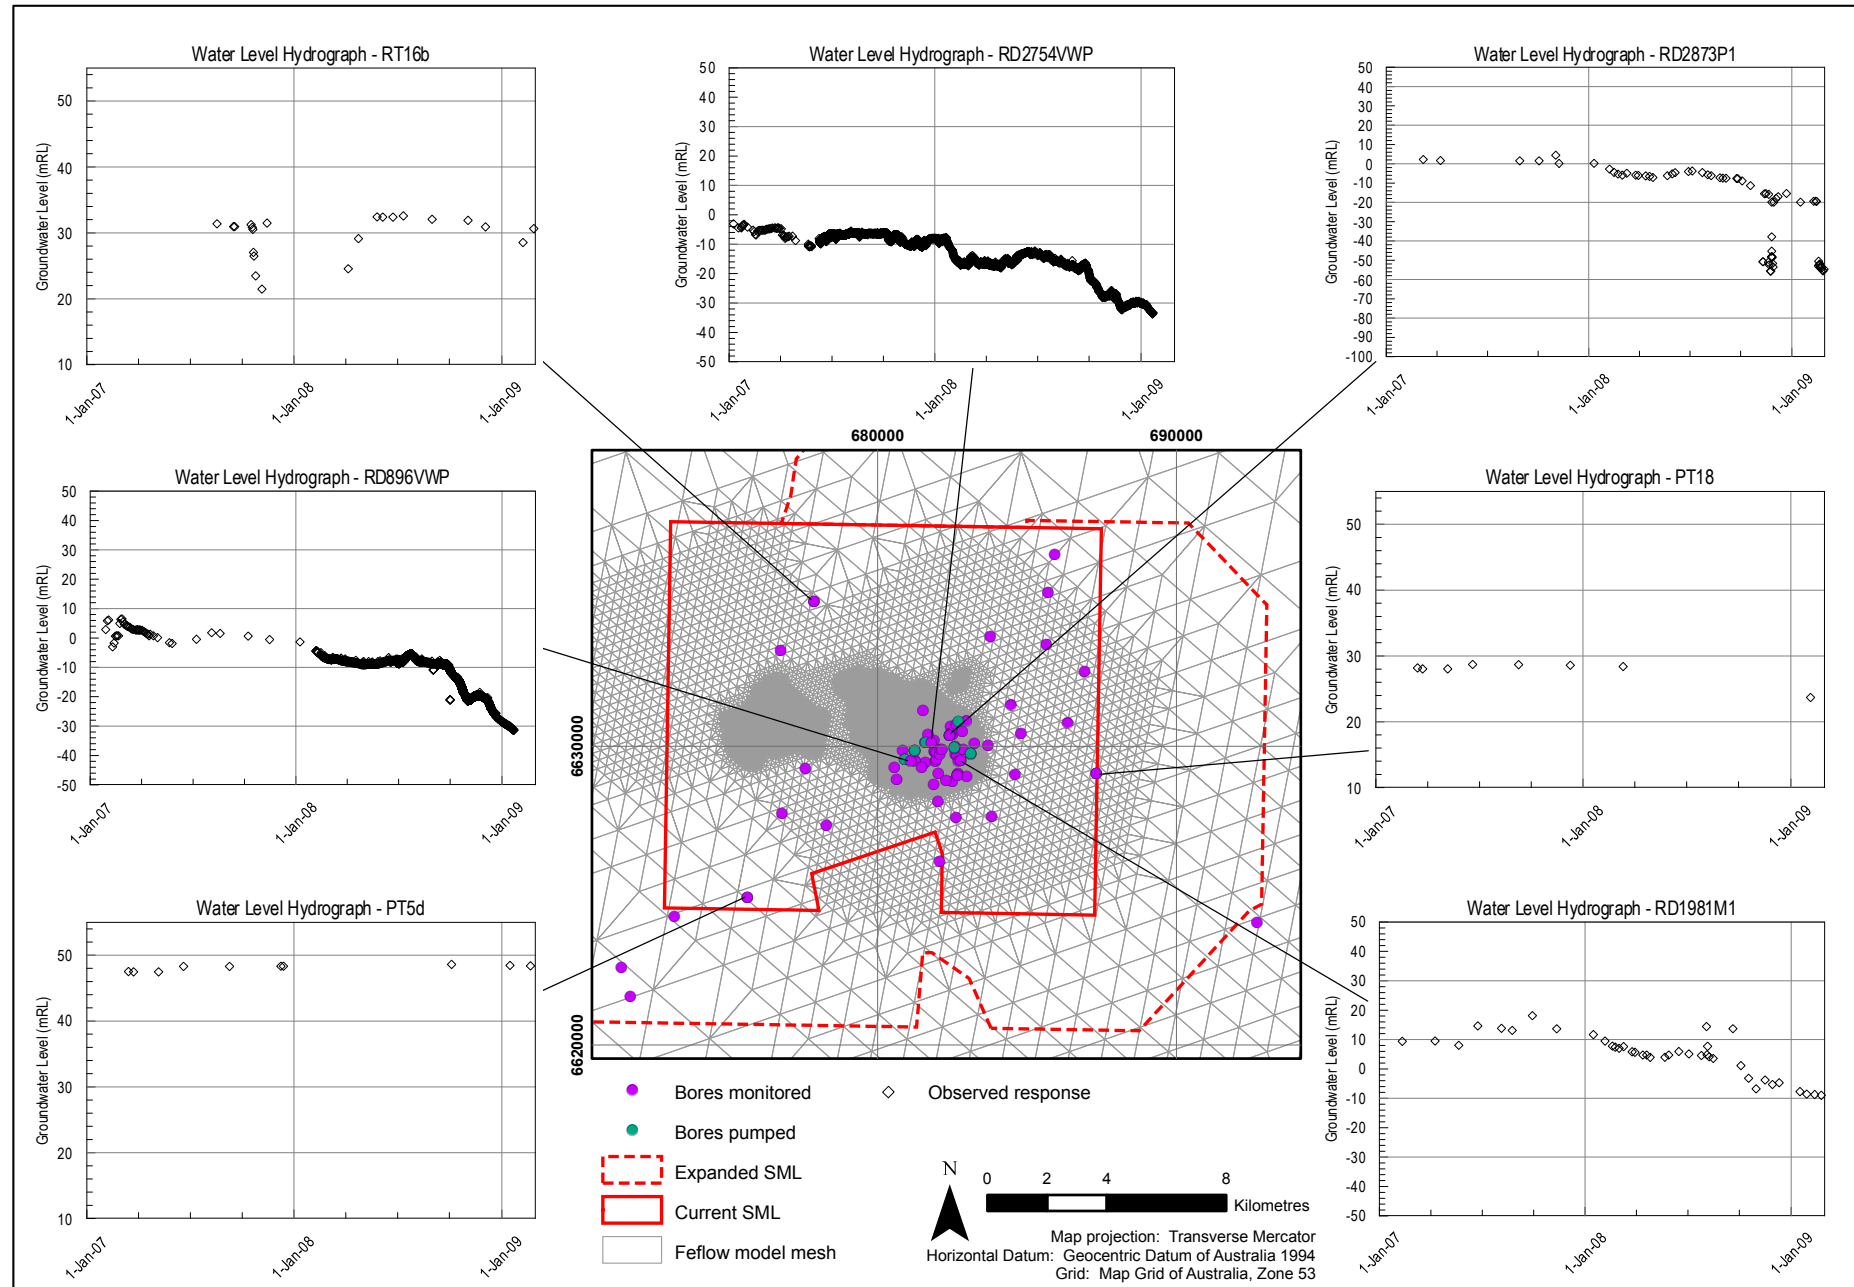 Water Level Hydrograph - RT16b
Groundwater Level (mRL)
50
40
30
20
10
1-Jan-07
1-Jan-08
1-Jan-09
Water Level Hydrograph - RD2754VWP
Groundwater Level (mRL)
50
40
30
20
10
0
-10
-20
-30
-40
-50
1-Jan-07
1-Jan-08
1-Jan-09
Water Level Hydrograph - RD2873P1
Groundwater Level (mRL)
50
40
30
20
10
0
-10
-20
-30
-40
-50
-60
-70
-80
-90
-100
1-Jan-07
1-Jan-08
1-Jan-09
Water Level Hydrograph - RD896VWP
Groundwater Level (mRL)
50
40
30
20
10
0
-10
-20
-30
-40
-50
1-Jan-07
1-Jan-08
1-Jan-09
680000
690000
6630000
6620000
Water Level Hydrograph - PT18
Groundwater Level (mRL)
50
40
30
20
10
1-Jan-07
1-Jan-08
1-Jan-09
Water Level Hydrograph - PT5d
Groundwater Level (mRL)
50
40
30
20
10
1-Jan-07
1-Jan-08
1-Jan-09
Water Level Hydrograph - RD1981M1
Groundwater Level (mRL)
50
40
30
20
10
0
-10
-20
-30
-40
-50
1-Jan-07
1-Jan-08
1-Jan-09
Bores monitored
Observed response
Bores pumped
Expanded SML
Current SML
Feflow model mesh
N
0 2 4 8
Kilometres
Map projection: Transverse Mercator
Horizontal Datum: Geocentric Datum of Australia 1994
Grid: Map Grid of Australia, Zone 53